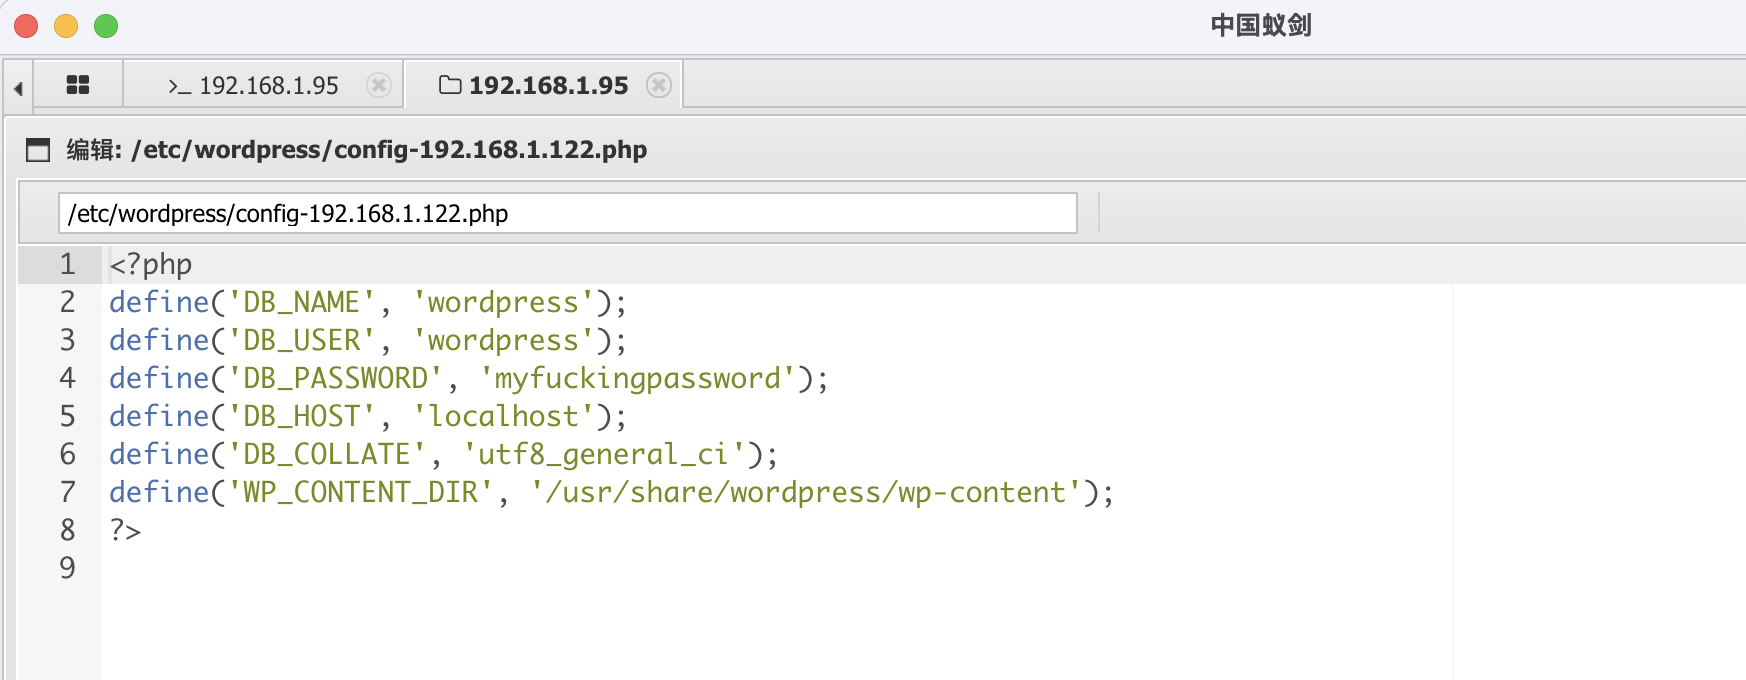 中国蚁剑
>_ 192.168.1.95
192.168.1.95
编辑: /etc/wordpress/config-192.168.1.122.php
/etc/wordpress/config-192.168.1.122.php
1 <?php
2 define('DB_NAME', 'wordpress');
3 define('DB_USER', 'wordpress');
4 define('DB_PASSWORD', 'myfuckingpassword');
5 define('DB_HOST', 'localhost');
6 define('DB_COLLATE', 'utf8_general_ci');
7 define('WP_CONTENT_DIR', '/usr/share/wordpress/wp-content');
8 ?>
9